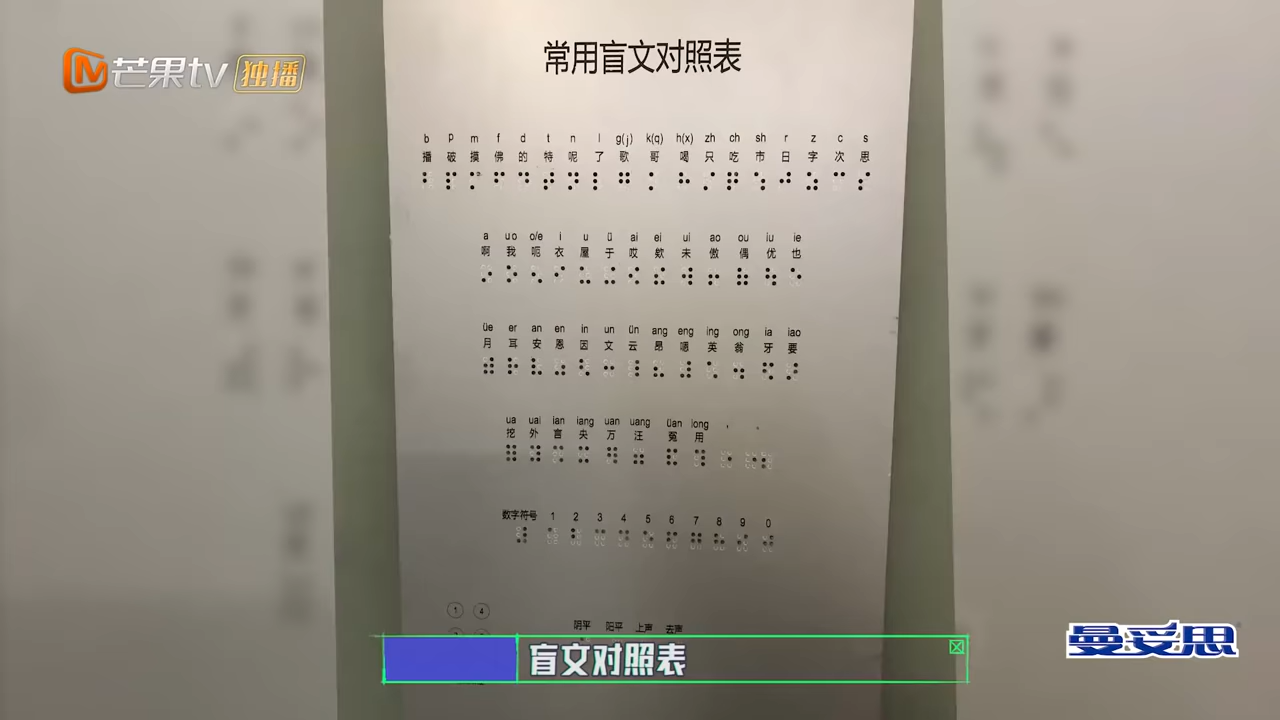 芒果tv 独播
常用盲文对照表
b p m f d t n l g(j) k(q) h(x) zh ch sh r z c s
播 破 摸 佛 的 特 呢 了 歌 哥 喝 只 吃 市 日 字 次 思
a uo o/e i u ü ai ei ui ao ou iu ie
啊 我 呃 衣 屋 于 哎 欸 未 傲 偶 优 也
üe er an en in un ün ang eng ing ong ia iao
月 耳 安 恩 因 文 云 昂 嗯 英 翁 牙 要
ua uai ian iang uan uang üan iong , .
挖 外 言 央 万 汪 冤 用
数字符号 1 2 3 4 5 6 7 8 9 0
① ④
阴平 阳平 上声 去声
盲文对照表
曼妥思